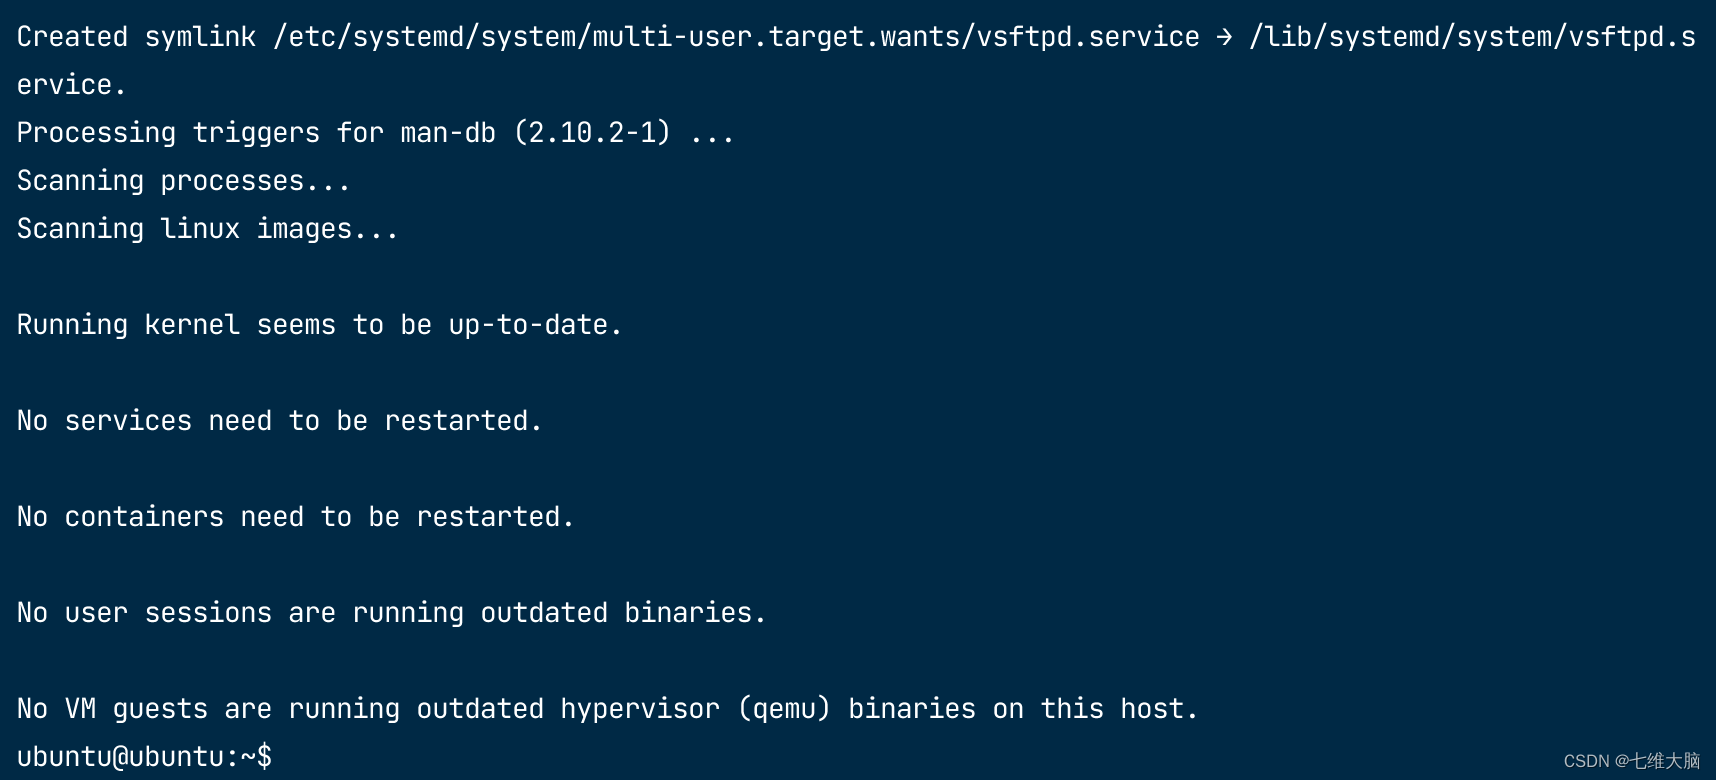 Created symlink /etc/systemd/system/multi-user.target.wants/vsftpd.service → /lib/systemd/system/vsftpd.s
ervice.
Processing triggers for man-db (2.10.2-1) ...
Scanning processes...
Scanning linux images...
Running kernel seems to be up-to-date.
No services need to be restarted.
No containers need to be restarted.
No user sessions are running outdated binaries.
No VM guests are running outdated hypervisor (qemu) binaries on this host.
ubuntu@ubuntu:~$
CSDN @七维大脑